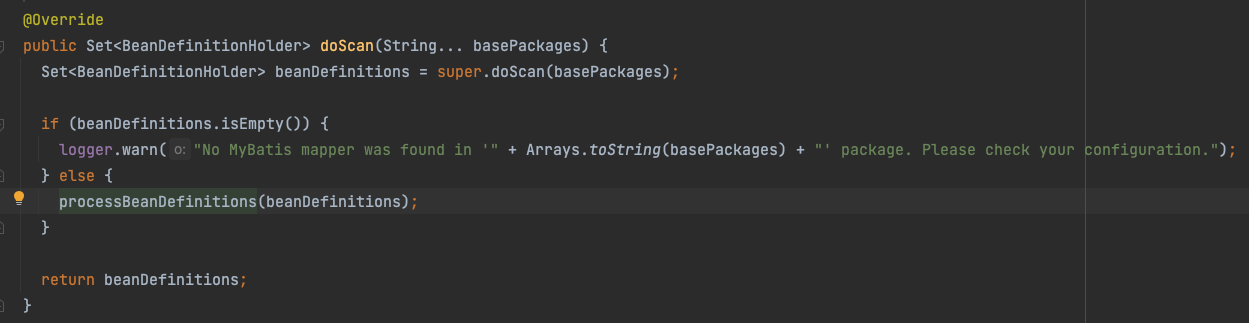 @Override
public Set<BeanDefinitionHolder> doScan(String... basePackages) {
  Set<BeanDefinitionHolder> beanDefinitions = super.doScan(basePackages);
  if (beanDefinitions.isEmpty()) {
    logger.warn( o: "No MyBatis mapper was found in '" + Arrays.toString(basePackages) + "' package. Please check your configuration.");
  } else {
    processBeanDefinitions(beanDefinitions);
  }
  return beanDefinitions;
}